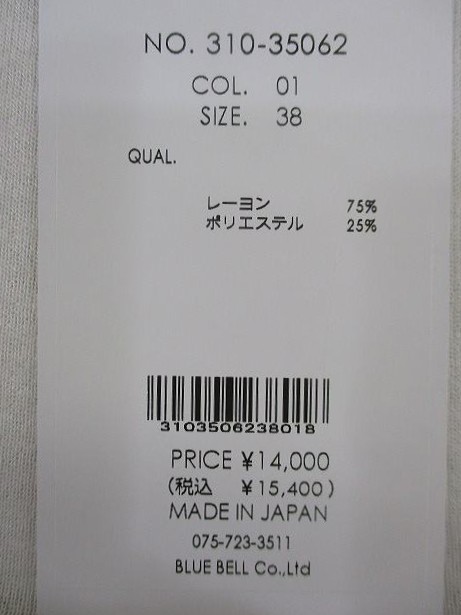 NO. 310-35062
COL. 01
SIZE. 38
QUAL.
レーヨン 75%
ポリエステル 25%
3103506238018
PRICE ¥14,000
(税込 ¥15,400)
MADE IN JAPAN
075-723-3511
BLUE BELL Co.,Ltd